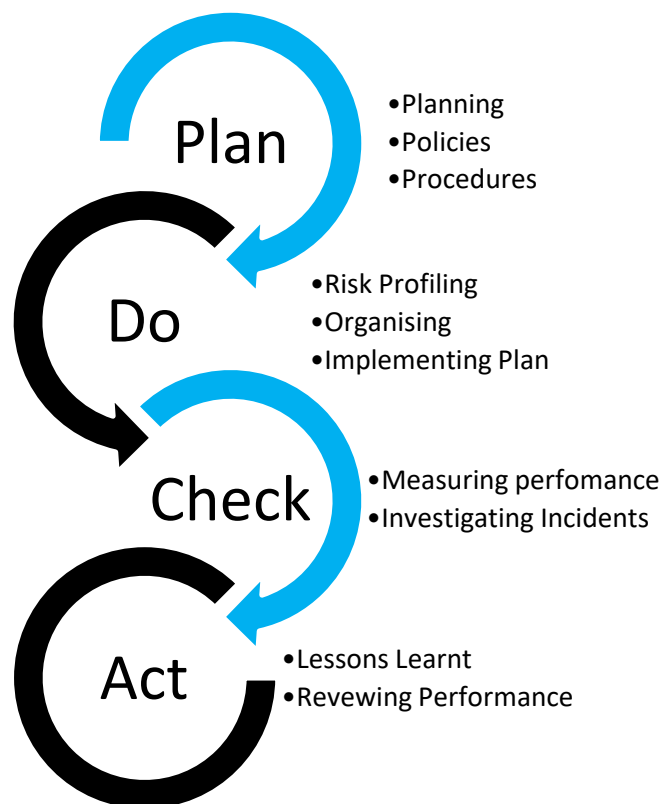 Plan
•Planning
•Policies
•Procedures
Do
•Risk Profiling
•Organising
•Implementing Plan
Check
•Measuring perfomance
•Investigating Incidents
Act
•Lessons Learnt
•Revewing Performance